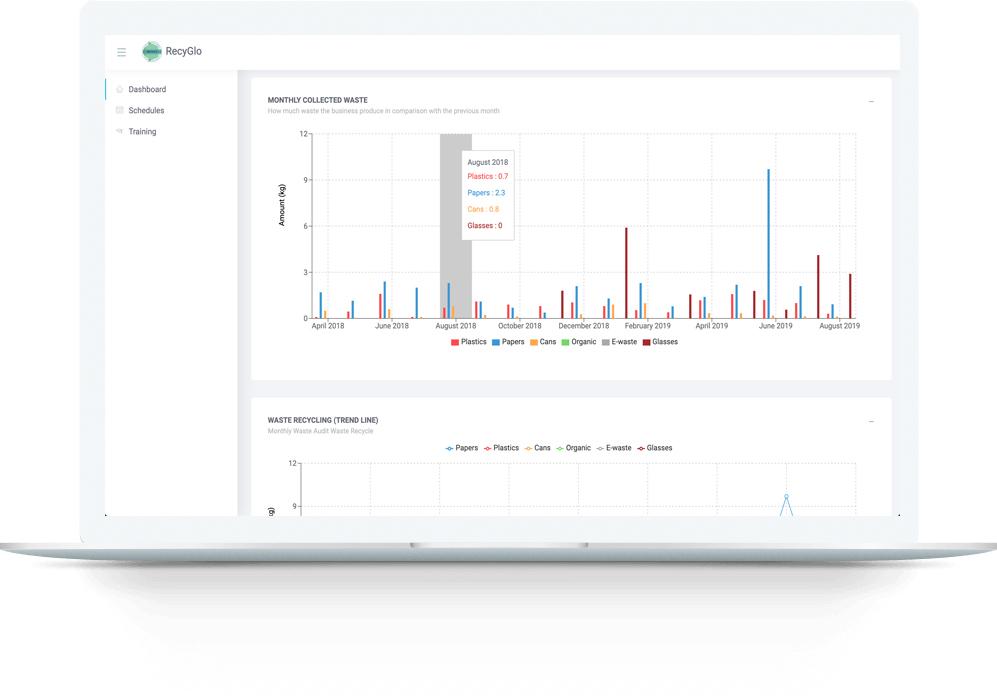 RecyGlo
Dashboard
Schedules
Training
MONTHLY COLLECTED WASTE
How much waste the business produce in comparison with the previous month
12
9
6
3
0
Amount (kg)
August 2018
Plastics : 0.7
Papers : 2.3
Cans : 0.8
Glasses : 0
April 2018 June 2018 August 2018 October 2018 December 2018 February 2019 April 2019 June 2019 August 2019
Plastics Papers Cans Organic E-waste Glasses
WASTE RECYCLING (TREND LINE)
Monthly Waste Audit Waste Recycle
Papers Plastics Cans Organic E-waste Glasses
12
9